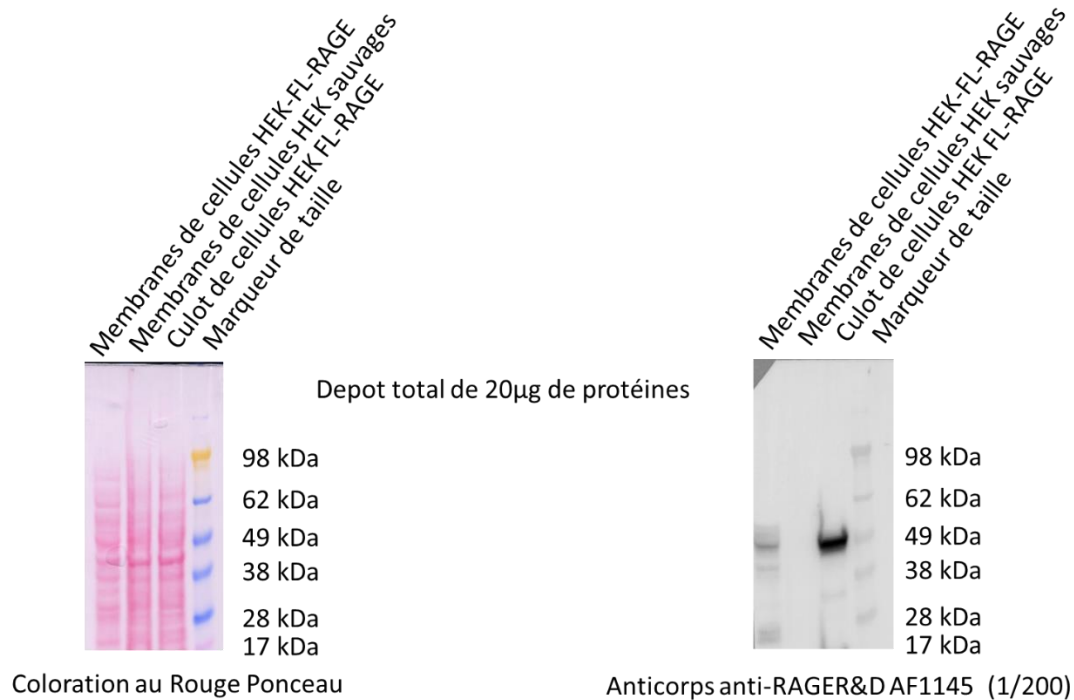 Membranes de cellules HEK-FL-RAGE
Membranes de cellules HEK sauvages
Culot de cellules HEK FL-RAGE
Marqueur de taille
98 kDa
62 kDa
49 kDa
38 kDa
28 kDa
17 kDa
Coloration au Rouge Ponceau
Depot total de 20µg de protéines
Membranes de cellules HEK-FL-RAGE
Membranes de cellules HEK sauvages
Culot de cellules HEK FL-RAGE
Marqueur de taille
98 kDa
62 kDa
49 kDa
38 kDa
28 kDa
17 kDa
Anticorps anti-RAGER&D AF1145 (1/200)